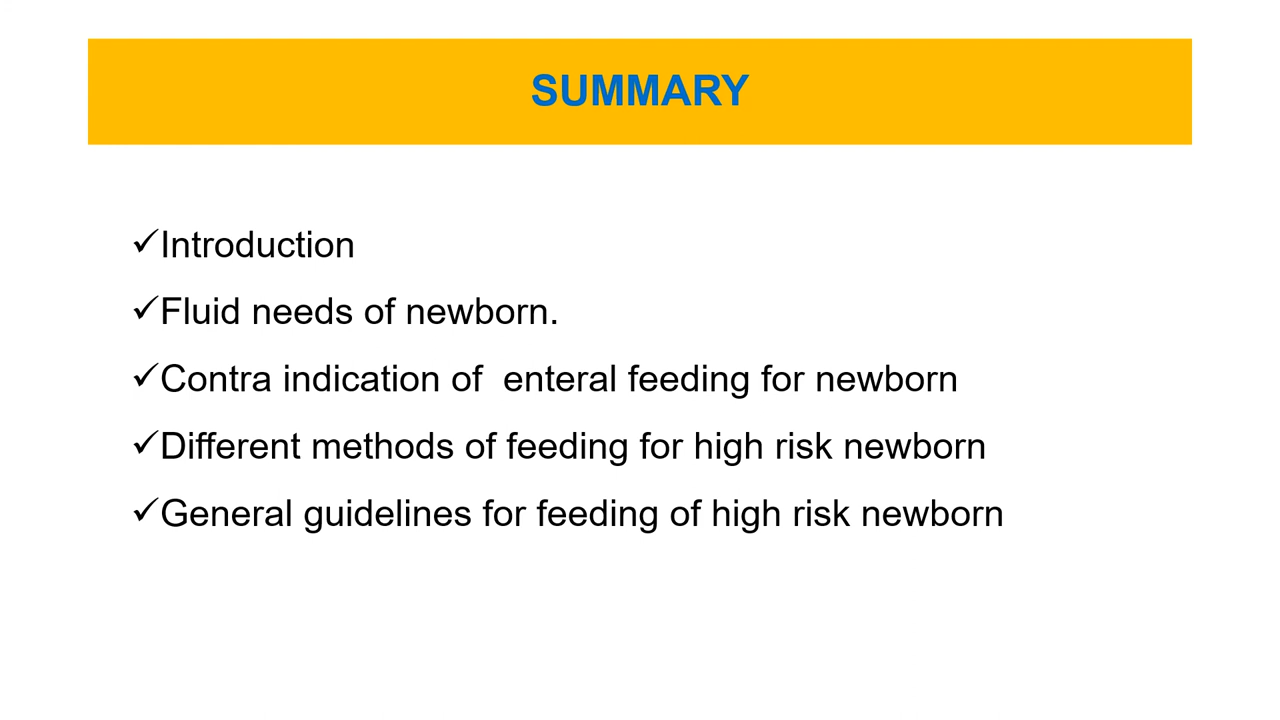 SUMMARY
✓Introduction
✓Fluid needs of newborn.
✓Contra indication of  enteral feeding for newborn
✓Different methods of feeding for high risk newborn
✓General guidelines for feeding of high risk newborn